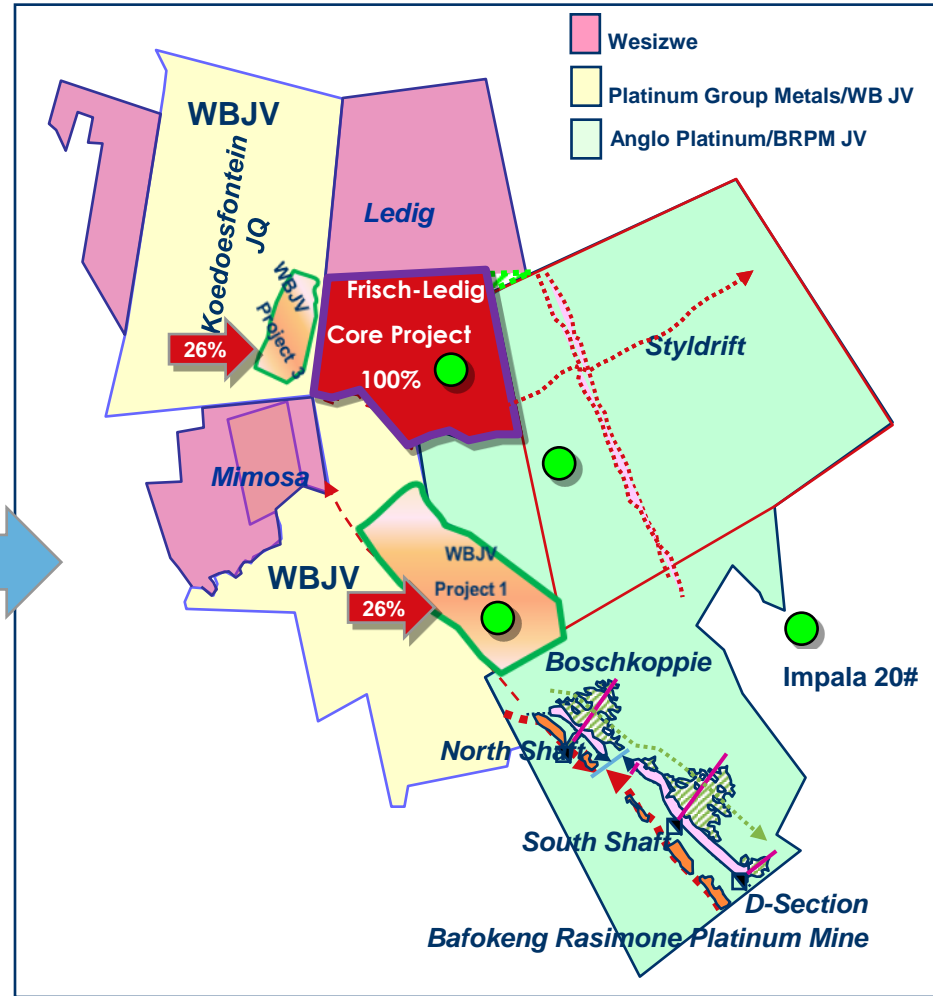 Wesizwe
Platinum Group Metals/WB JV
Anglo Platinum/BRPM JV
WBJV
Koedoesfontein
JQ
Ledig
WBJV
Project 3
26%
Frisch-Ledig
Core Project
100%
Styldrift
Mimosa
WBJV
WBJV
Project 1
26%
Boschkoppie
Impala 20#
North Shaft
South Shaft
D-Section
Bafokeng Rasimone Platinum Mine